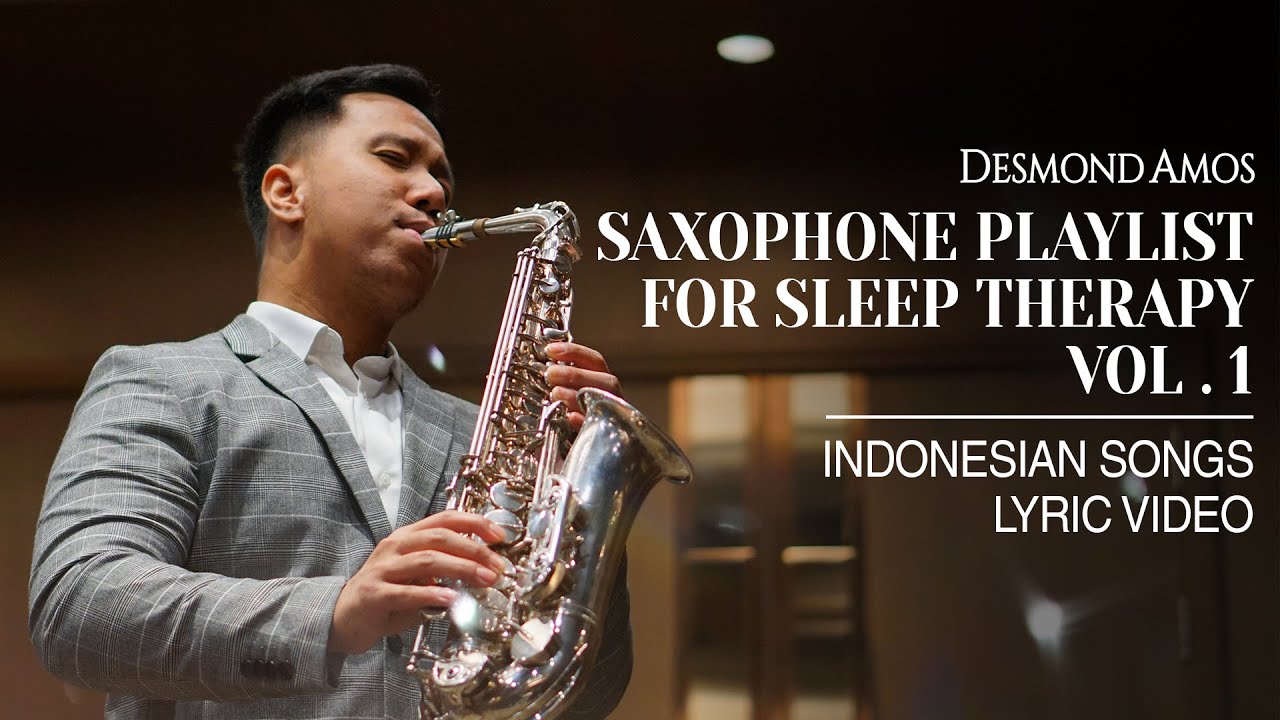 DESMOND AMOS
SAXOPHONE PLAYLIST
FOR SLEEP THERAPY
VOL . 1
INDONESIAN SONGS
LYRIC VIDEO